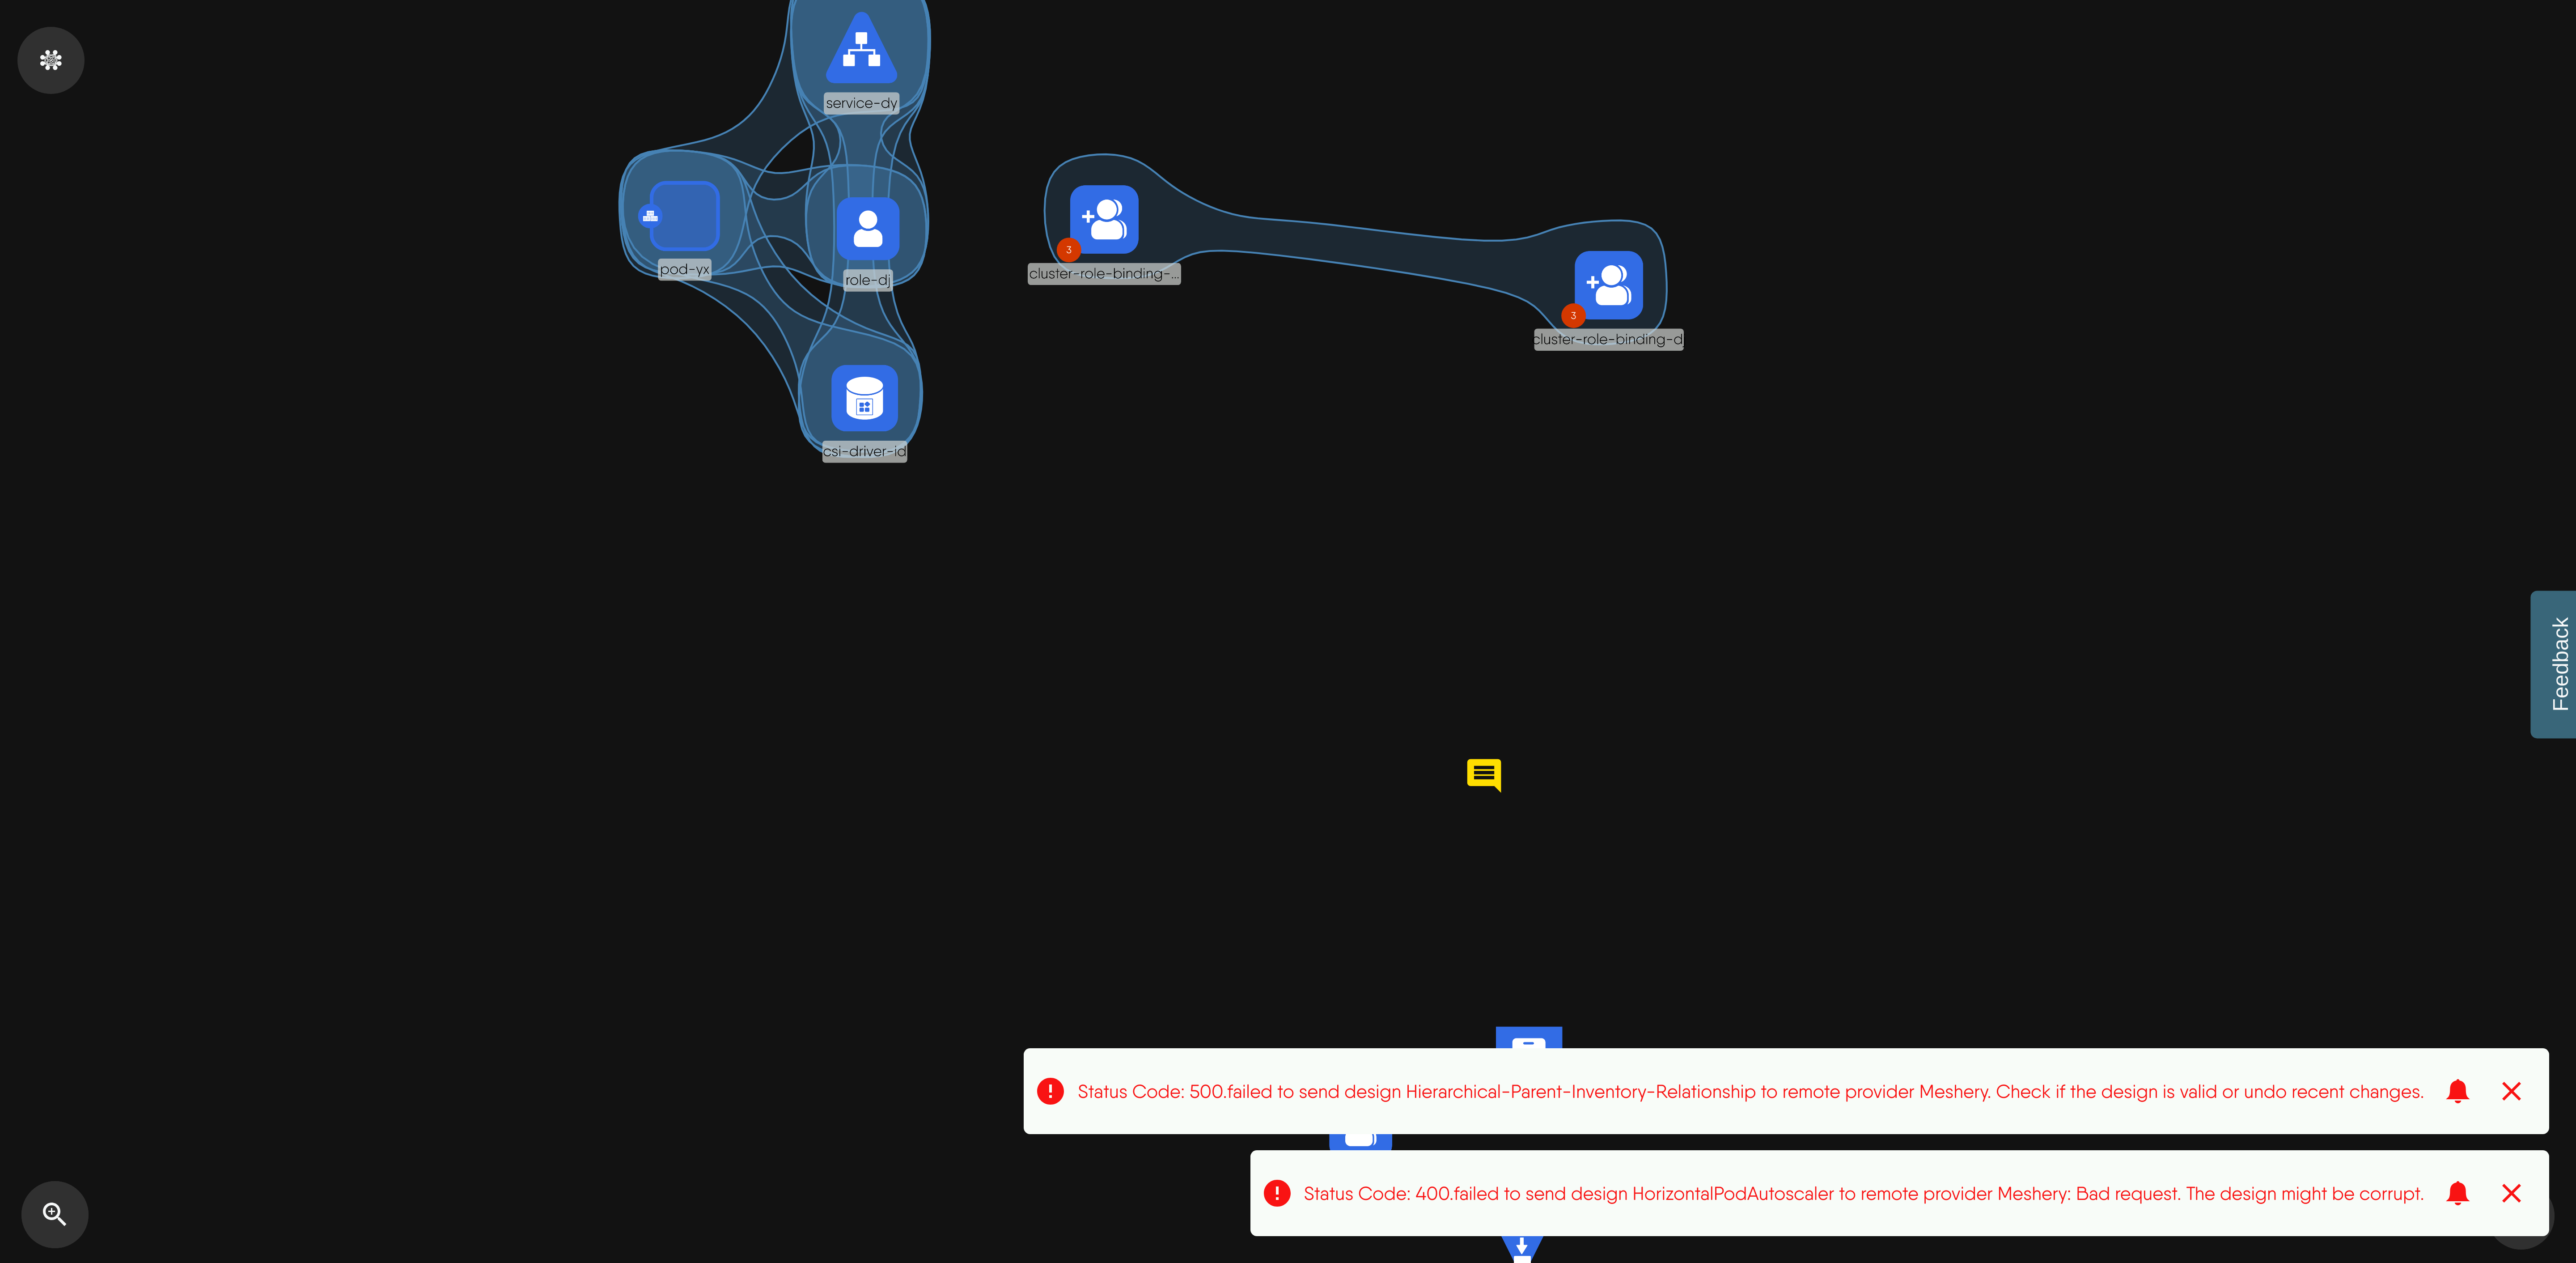 service-dy
pod-yx
role-dj
3
cluster-role-binding-...
3
cluster-role-binding-d
csi-driver-id
Feedback
Status Code: 500.failed to send design Hierarchical-Parent-Inventory-Relationship to remote provider Meshery. Check if the design is valid or undo recent changes.
Status Code: 400.failed to send design HorizontalPodAutoscaler to remote provider Meshery: Bad request. The design might be corrupt.